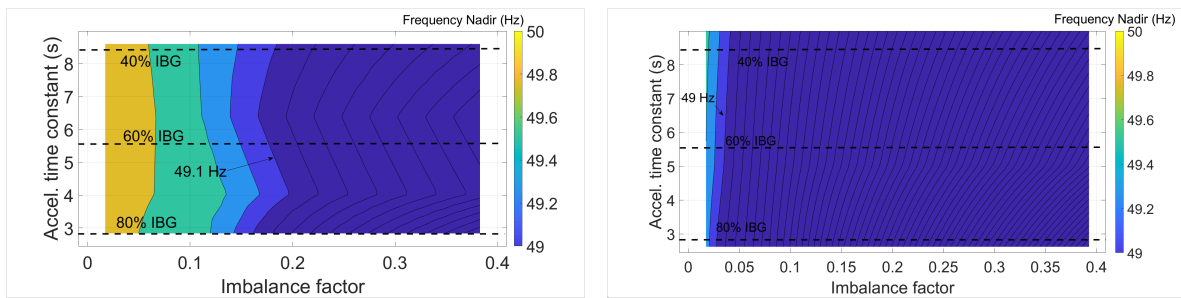 Frequency Nadir (Hz)
50
49.8
49.6
49.4
49.2
49
Accel. time constant (s)
8
7
6
5
4
3
40% IBG
60% IBG
49.1 Hz
80% IBG
0
0.1
0.2
0.3
0.4
Imbalance factor
Frequency Nadir (Hz)
50
49.8
49.6
49.4
49.2
49
Accel. time constant (s)
8
7
6
5
4
3
40% IBG
49 Hz
60% IBG
80% IBG
0
0.05
0.1
0.15
0.2
0.25
0.3
0.35
0.4
Imbalance factor